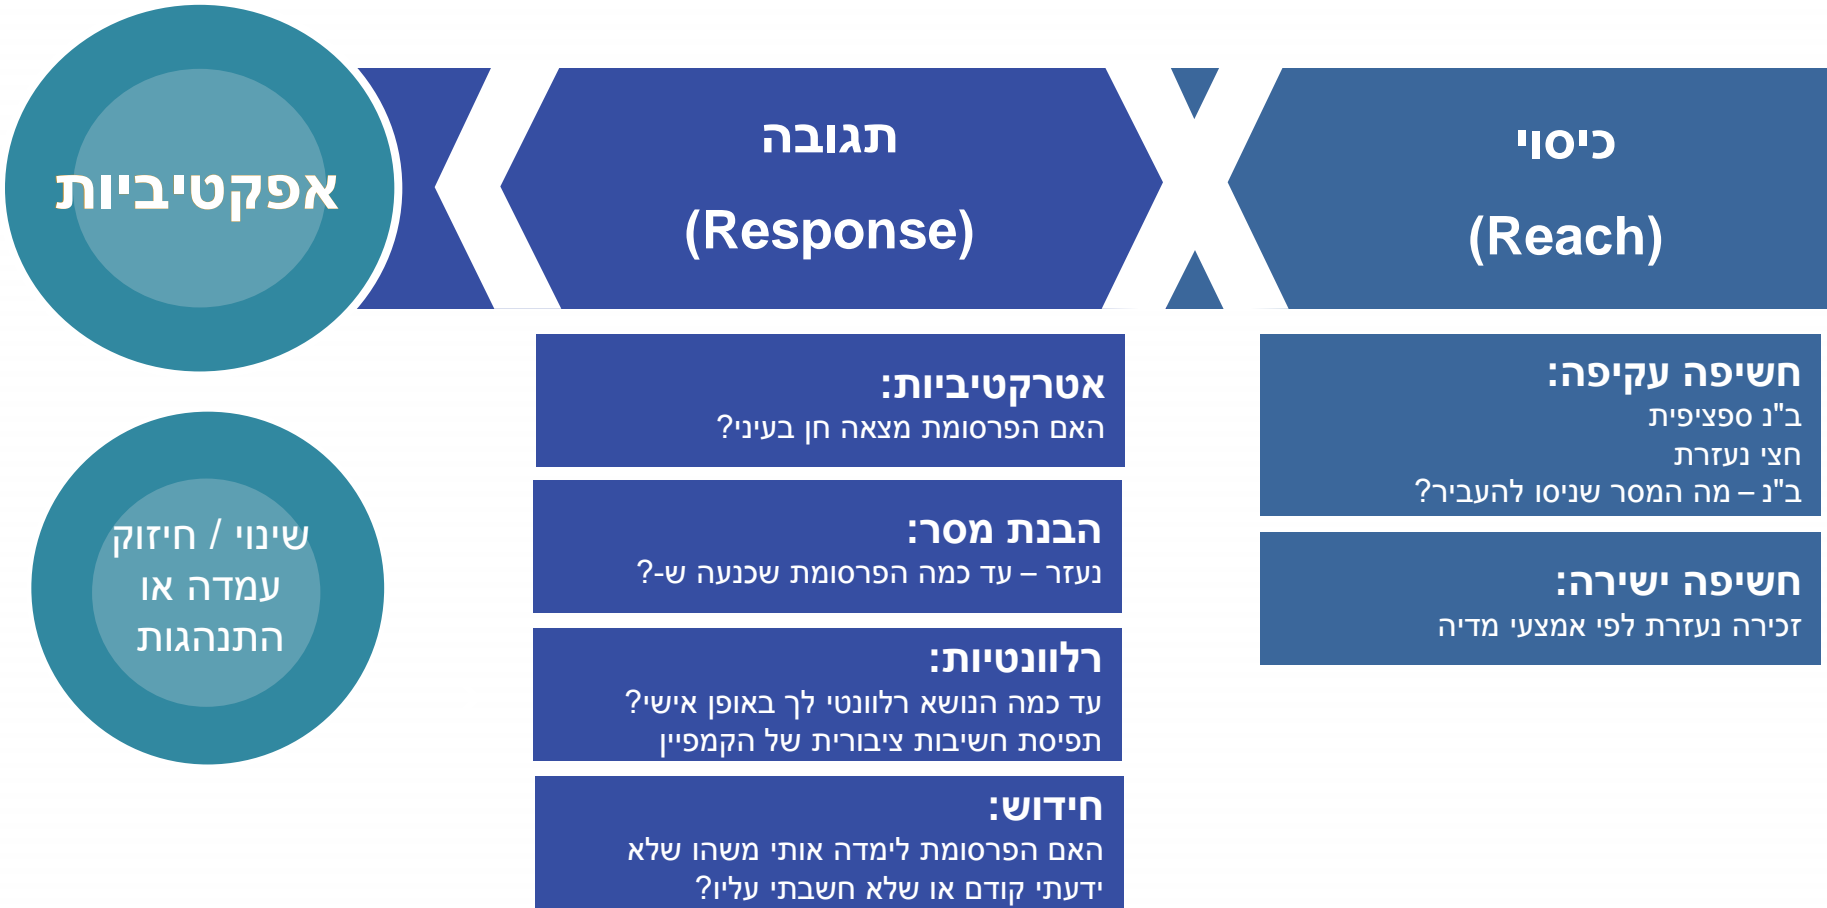 כיסוי
(Reach)
חשיפה עקיפה:
ב"נ ספציפית
חצי נעזרת
ב"נ – מה המסר שניסו להעביר?
חשיפה ישירה:
זכירה נעזרת לפי אמצעי מדיה
תגובה
(Response)
אטרקטיביות:
האם הפרסומת מצאה חן בעיני?
הבנת מסר:
נעזר – עד כמה הפרסומת שכנעה ש-?
רלוונטיות:
עד כמה הנושא רלוונטי לך באופן אישי?
תפיסת חשיבות ציבורית של הקמפיין
חידוש:
האם הפרסומת לימדה אותי משהו שלא
ידעתי קודם או שלא חשבתי עליו?
אפקטיביות
שינוי / חיזוק
עמדה או
התנהגות